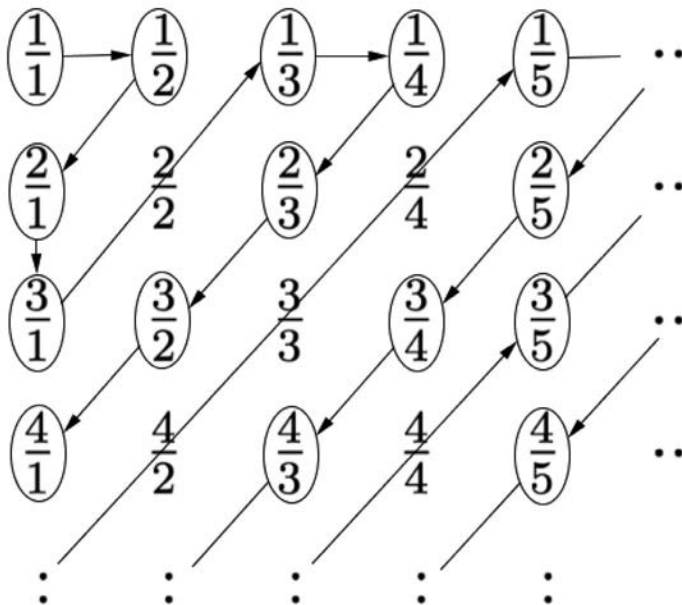 1/1 1/2 1/3 1/4 1/5 ..
2/1 2/2 2/3 2/4 2/5 ..
3/1 3/2 3/3 3/4 3/5 ..
4/1 4/2 4/3 4/4 4/5 ..
: : : : :